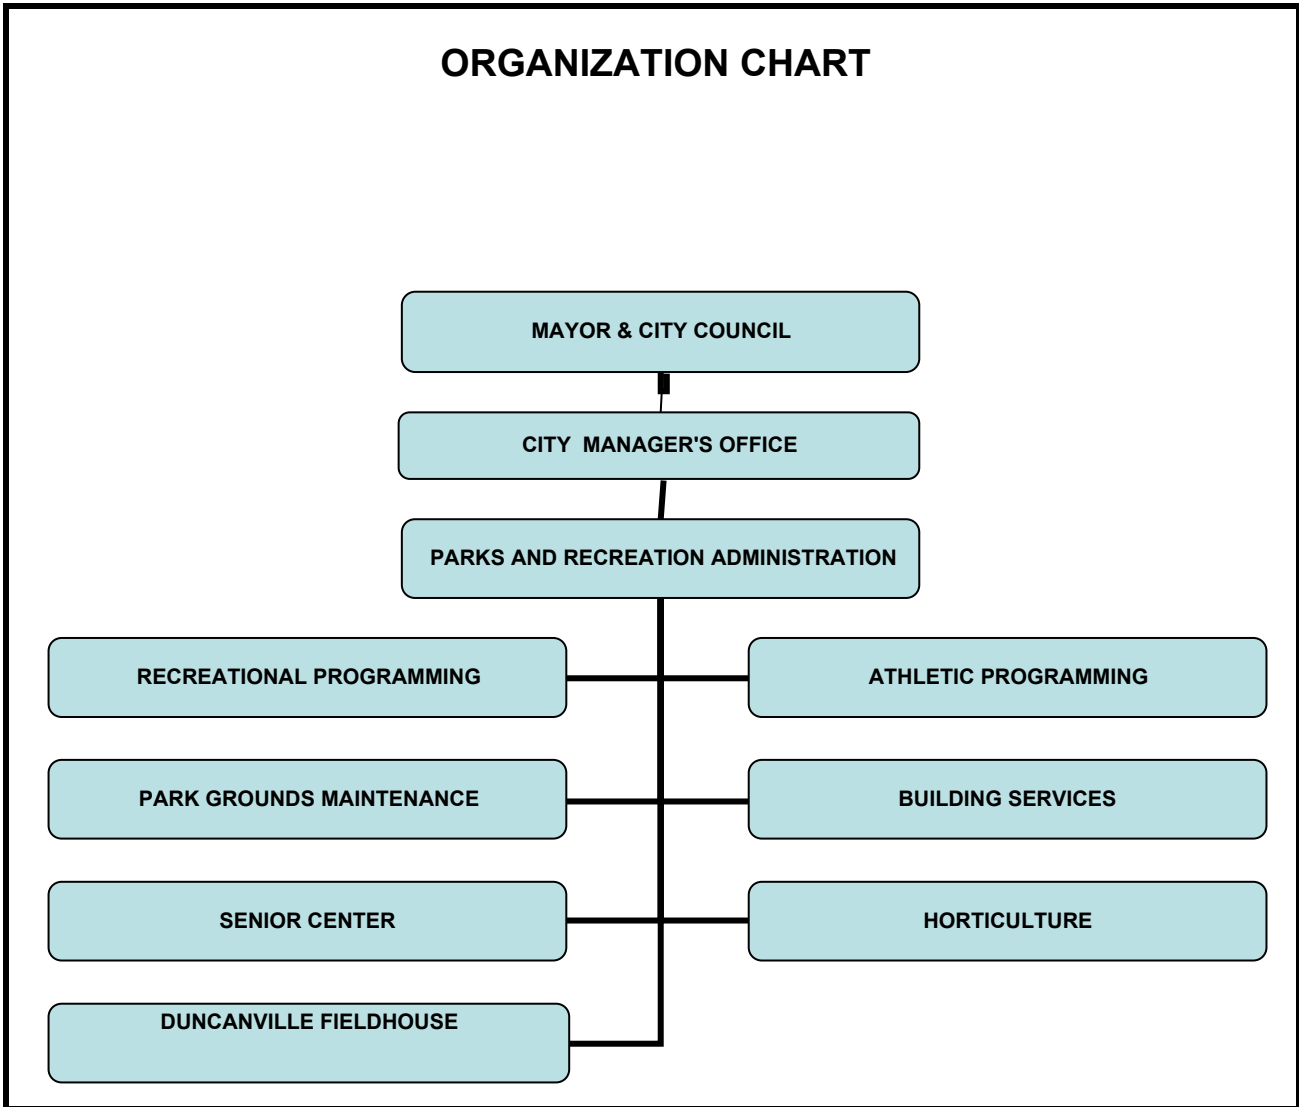 ORGANIZATION CHART
MAYOR & CITY COUNCIL
CITY  MANAGER'S OFFICE
PARKS AND RECREATION ADMINISTRATION
RECREATIONAL PROGRAMMING
ATHLETIC PROGRAMMING
PARK GROUNDS MAINTENANCE
BUILDING SERVICES
SENIOR CENTER
HORTICULTURE
DUNCANVILLE FIELDHOUSE